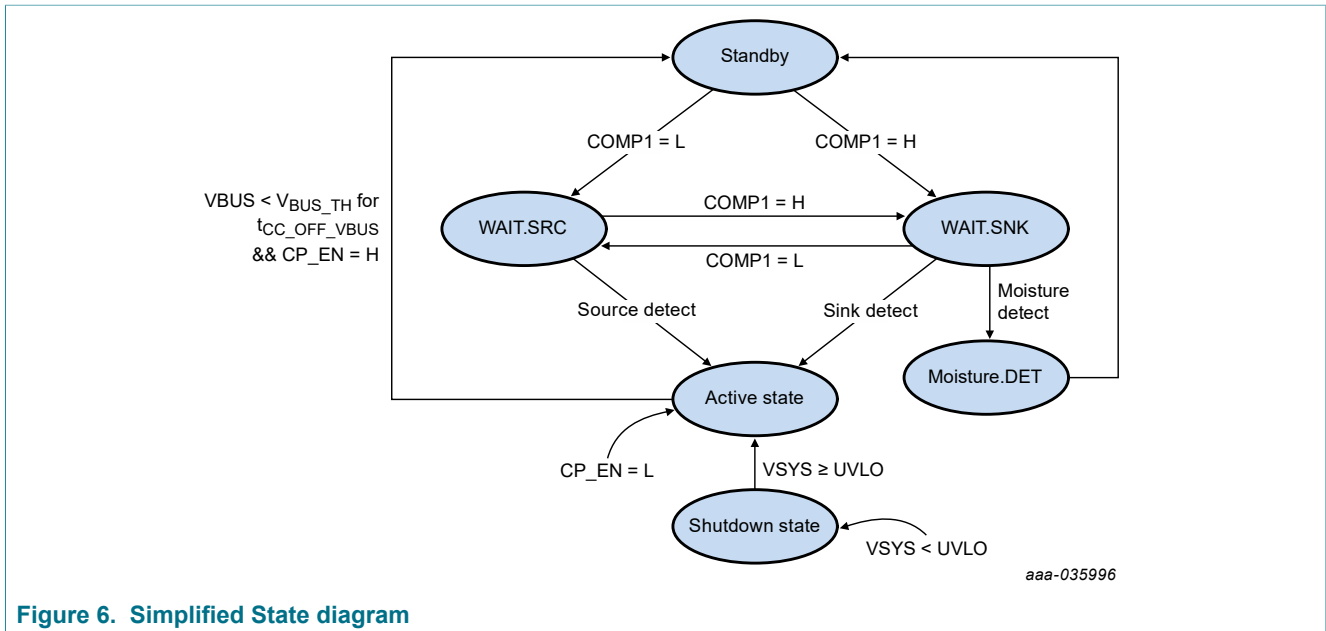 Standby
COMP1 = L
COMP1 = H
VBUS < VBUS_TH for
tCC_OFF_VBUS
&& CP_EN = H
WAIT.SRC
COMP1 = H
WAIT.SNK
COMP1 = L
Source detect
Sink detect
Moisture
detect
Moisture.DET
Active state
CP_EN = L
VSYS ≥ UVLO
Shutdown state
VSYS < UVLO
aaa-035996
Figure 6. Simplified State diagram